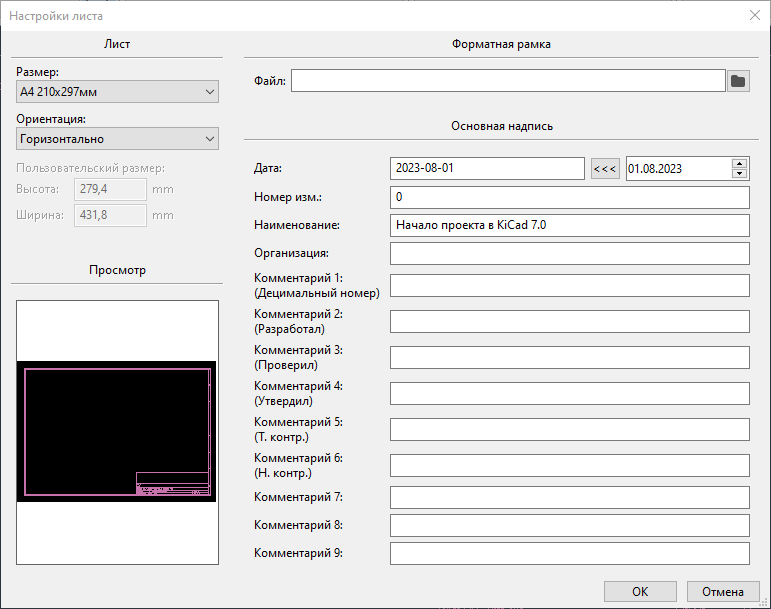 Настройки листа
Лист
Размер:
A4 210x297мм
Ориентация:
Горизонтально
Пользовательский размер:
Высота: 279,4 mm
Ширина: 431,8 mm
Просмотр
Форматная рамка
Файл:
Основная надпись
Дата: 2023-08-01 <<< 01.08.2023
Номер изм.: 0
Наименование: Начало проекта в KiCad 7.0
Организация:
Комментарий 1:
(Децимальный номер)
Комментарий 2:
(Разработал)
Комментарий 3:
(Проверил)
Комментарий 4:
(Утвердил)
Комментарий 5:
(Т. контр.)
Комментарий 6:
(Н. контр.)
Комментарий 7:
Комментарий 8:
Комментарий 9:
ОК Отмена